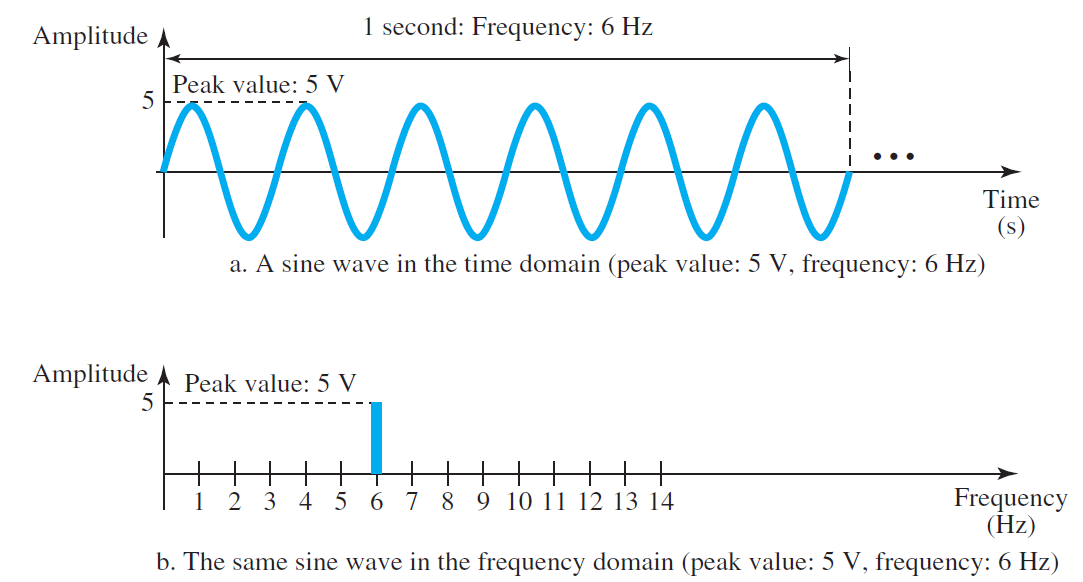 1 second: Frequency: 6 Hz
Amplitude
Peak value: 5 V
5
•••
Time
(s)
a. A sine wave in the time domain (peak value: 5 V, frequency: 6 Hz)
Amplitude
Peak value: 5 V
5
1 2 3 4 5 6 7 8 9 10 11 12 13 14
Frequency
(Hz)
b. The same sine wave in the frequency domain (peak value: 5 V, frequency: 6 Hz)